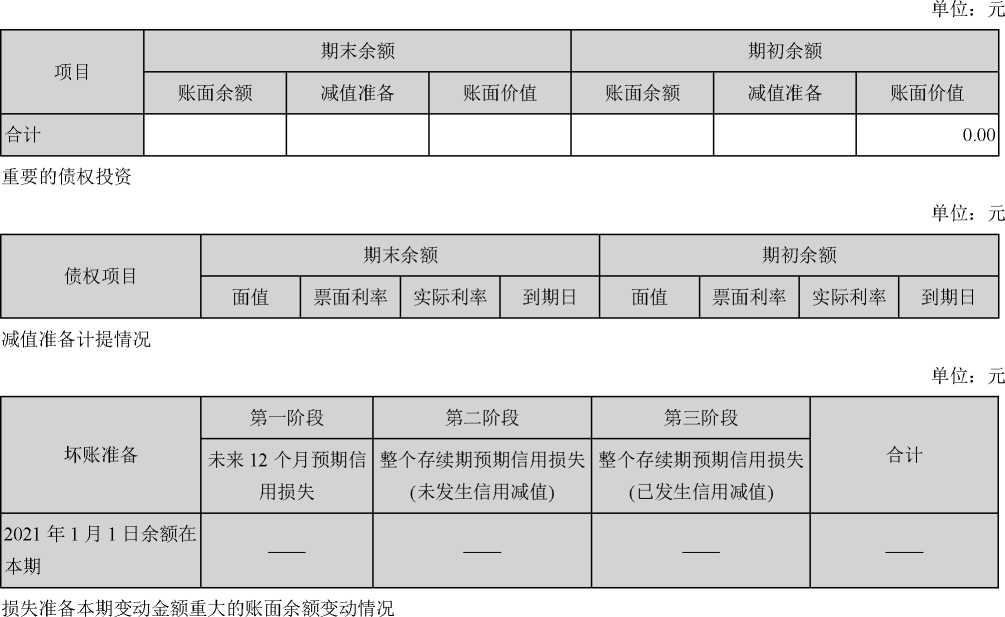 单位：元
项目 期末余额 期初余额
账面余额 减值准备 账面价值 账面余额 减值准备 账面价值
合计 0.00
重要的债权投资
单位：元
债权项目 期末余额 期初余额
面值 票面利率 实际利率 到期日 面值 票面利率 实际利率 到期日
减值准备计提情况
单位：元
坏账准备 第一阶段 第二阶段 第三阶段 合计
未来 12 个月预期信 整个存续期预期信用损失 整个存续期预期信用损失
用损失 (未发生信用减值) (已发生信用减值)
2021 年 1 月 1 日余额在
本期 —— —— —— ——
损失准备本期变动金额重大的账面余额变动情况